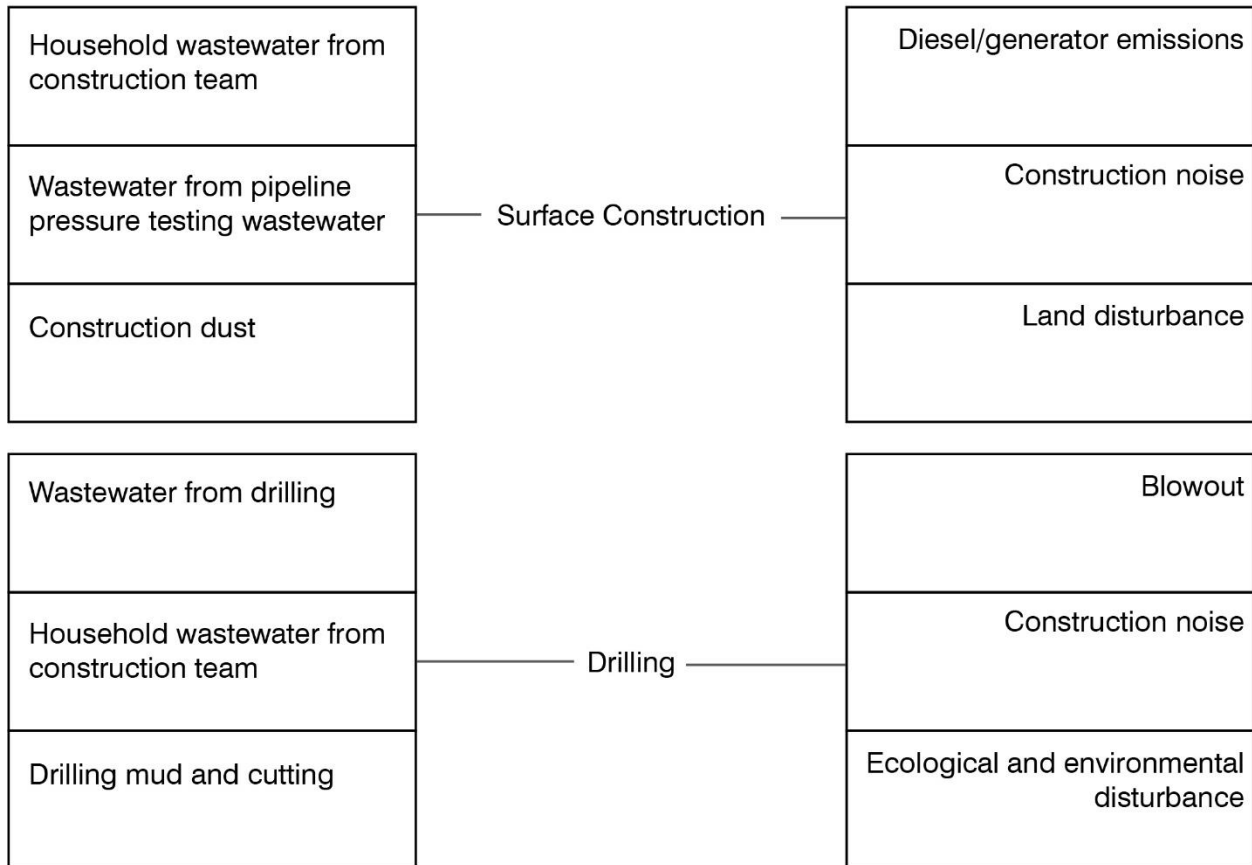 Household wastewater from
construction team
Wastewater from pipeline
pressure testing wastewater
Construction dust
Surface Construction
Diesel/generator emissions
Construction noise
Land disturbance
Wastewater from drilling
Household wastewater from
construction team
Drilling mud and cutting
Drilling
Blowout
Construction noise
Ecological and environmental
disturbance